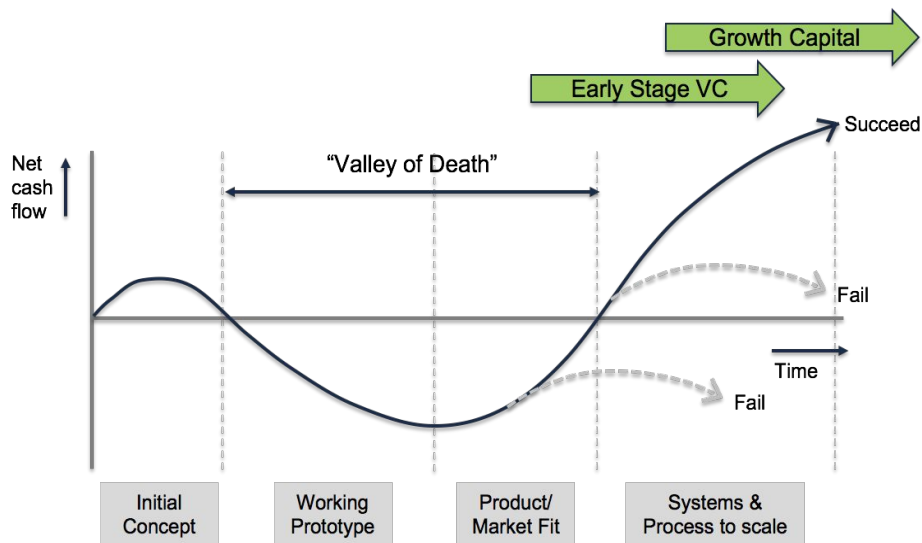 Growth Capital
Early Stage VC
Succeed
Net
cash
flow
“Valley of Death”
Fail
Time
Fail
Initial
Concept
Working
Prototype
Product/
Market Fit
Systems &
Process to scale